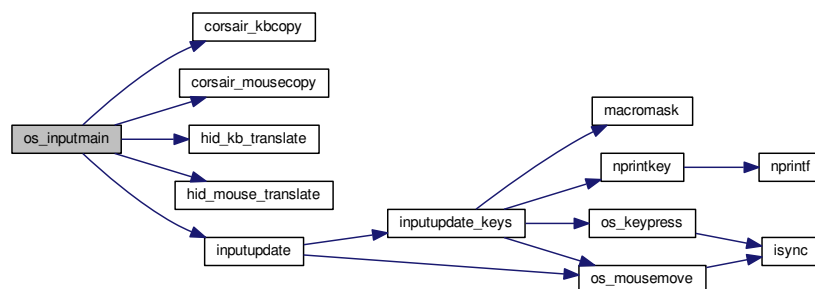 corsair_kbcopy
corsair_mousecopy
os_inputmain
hid_kb_translate
hid_mouse_translate
inputupdate
inputupdate_keys
macromask
nprintkey
nprintf
os_keypress
isync
os_mousemove